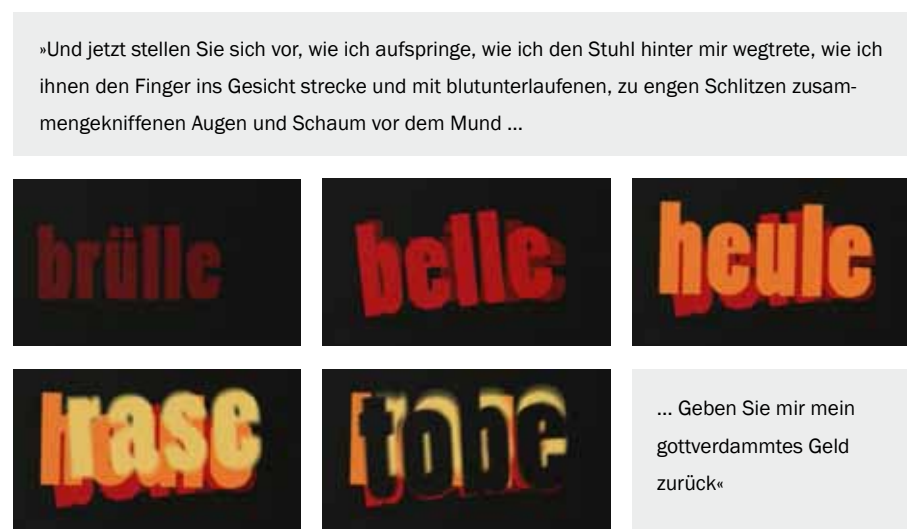 »Und jetzt stellen Sie sich vor, wie ich aufspringe, wie ich den Stuhl hinter mir wegtrete, wie ich
ihnen den Finger ins Gesicht strecke und mit blutunterlaufenen, zu engen Schlitzen zusam-
mengekniffenen Augen und Schaum vor dem Mund ...
brülle
belle
heule
rase
tobe
... Geben Sie mir mein
gottverdammtes Geld
zurück«